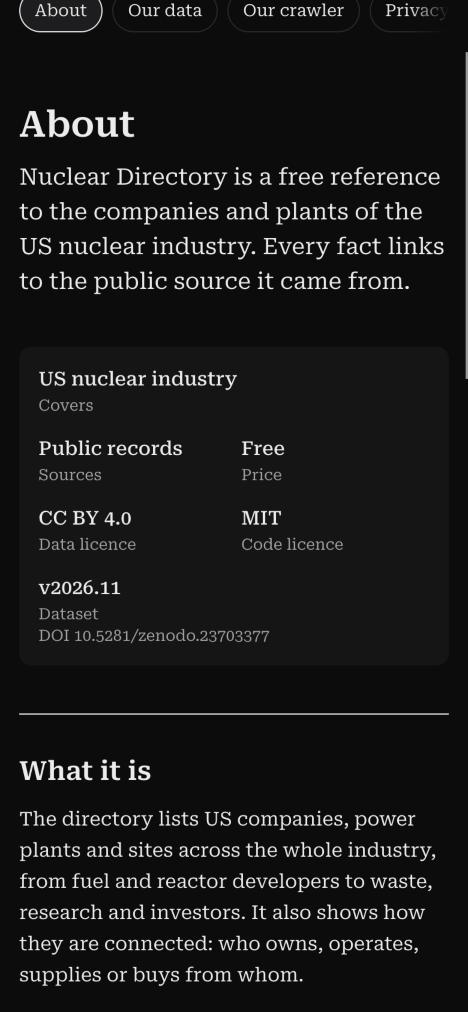 About Our data Our crawler Privacy
About
Nuclear Directory is a free reference
to the companies and plants of the
US nuclear industry. Every fact links
to the public source it came from.
US nuclear industry
Covers
Public records Free
Sources Price
CC BY 4.0 MIT
Data licence Code licence
v2026.11
Dataset
DOI 10.5281/zenodo.23703377
What it is
The directory lists US companies, power
plants and sites across the whole industry,
from fuel and reactor developers to waste,
research and investors. It also shows how
they are connected: who owns, operates,
supplies or buys from whom.